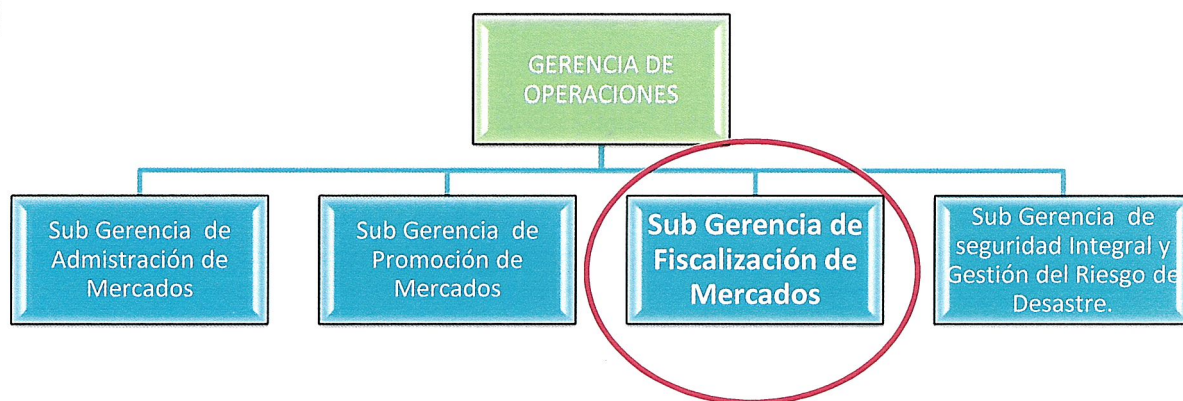 GERENCIA DE
OPERACIONES
Sub Gerencia de
Admistración de
Mercados
Sub Gerencia de
Promoción de
Mercados
Sub Gerencia de
Fiscalización de
Mercados
Sub Gerencia de
seguridad Integral y
Gestión del Riesgo de
Desastre.